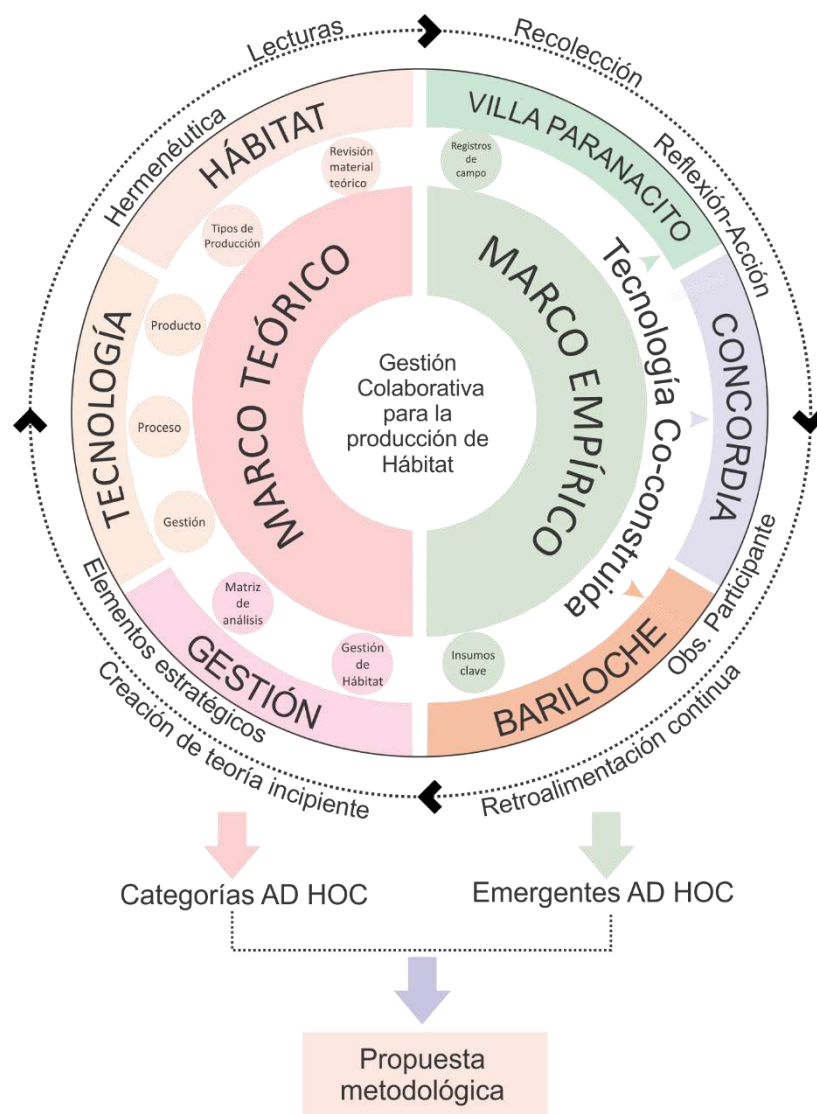 Lecturas
Recolección
Hermenéutica
Reflexión-Acción
HÁBITAT
VILLA PARANACITO
Revisión
material
teórico
Registros
de
campo
Tipos de
Producción
TECNOLOGÍA
Producto
Proceso
Gestión
MARCO TEÓRICO
Gestión
Colaborativa
para la
producción de
Hábitat
MARCO EMPÍRICO
Tecnología Co-construida
CONCORDIA
Matriz
de
análisis
Gestión
de
Hábitat
Insumos
clave
GESTIÓN
BARILOCHE
Elementos estratégicos
Obs. Participante
Creación de teoría incipiente
Retroalimentación continua
Categorías AD HOC
Emergentes AD HOC
Propuesta
metodológica